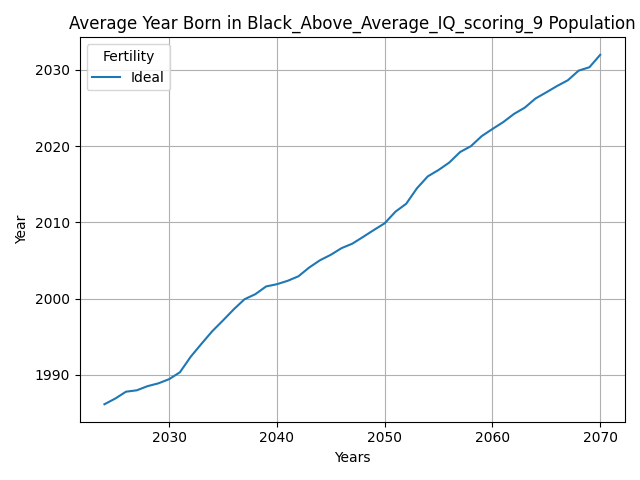 Average Year Born in Black_Above_Average_IQ_scoring_9 Population
Fertility
Ideal
2030
2020
2010
2000
1990
Year
2030 2040 2050 2060 2070
Years